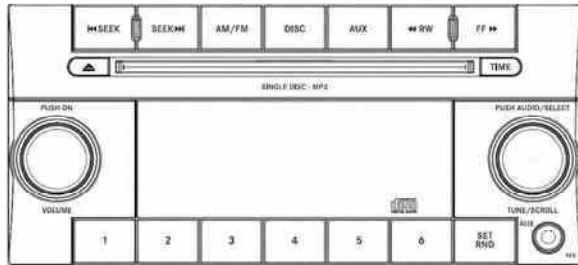 ⏮SEEK SEEK⏭ AM/FM DISC AUX ◀◀ RW FF ▶▶
TIME
SINGLE DISC - MP3
PUSH ON PUSH AUDIO/SELECT
VOLUME TUNE/SCROLL
AUX
1 2 3 4 5 6 SET
RND